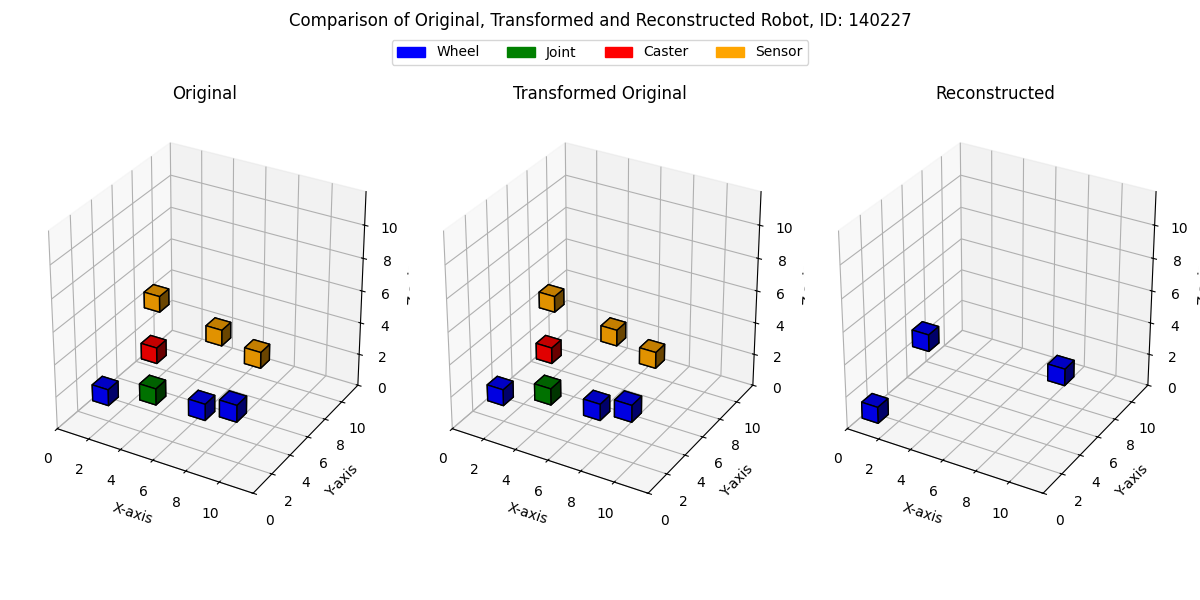 Comparison of Original, Transformed and Reconstructed Robot, ID: 140227
Wheel Joint Caster Sensor
Original
Transformed Original
Reconstructed
10
8
6
4
2
0
0 2 4 6 8 10
X-axis
0 2 4 6 8 10
Y-axis
10
8
6
4
2
0
0 2 4 6 8 10
X-axis
0 2 4 6 8 10
Y-axis
10
8
6
4
2
0
0 2 4 6 8 10
X-axis
0 2 4 6 8 10
Y-axis